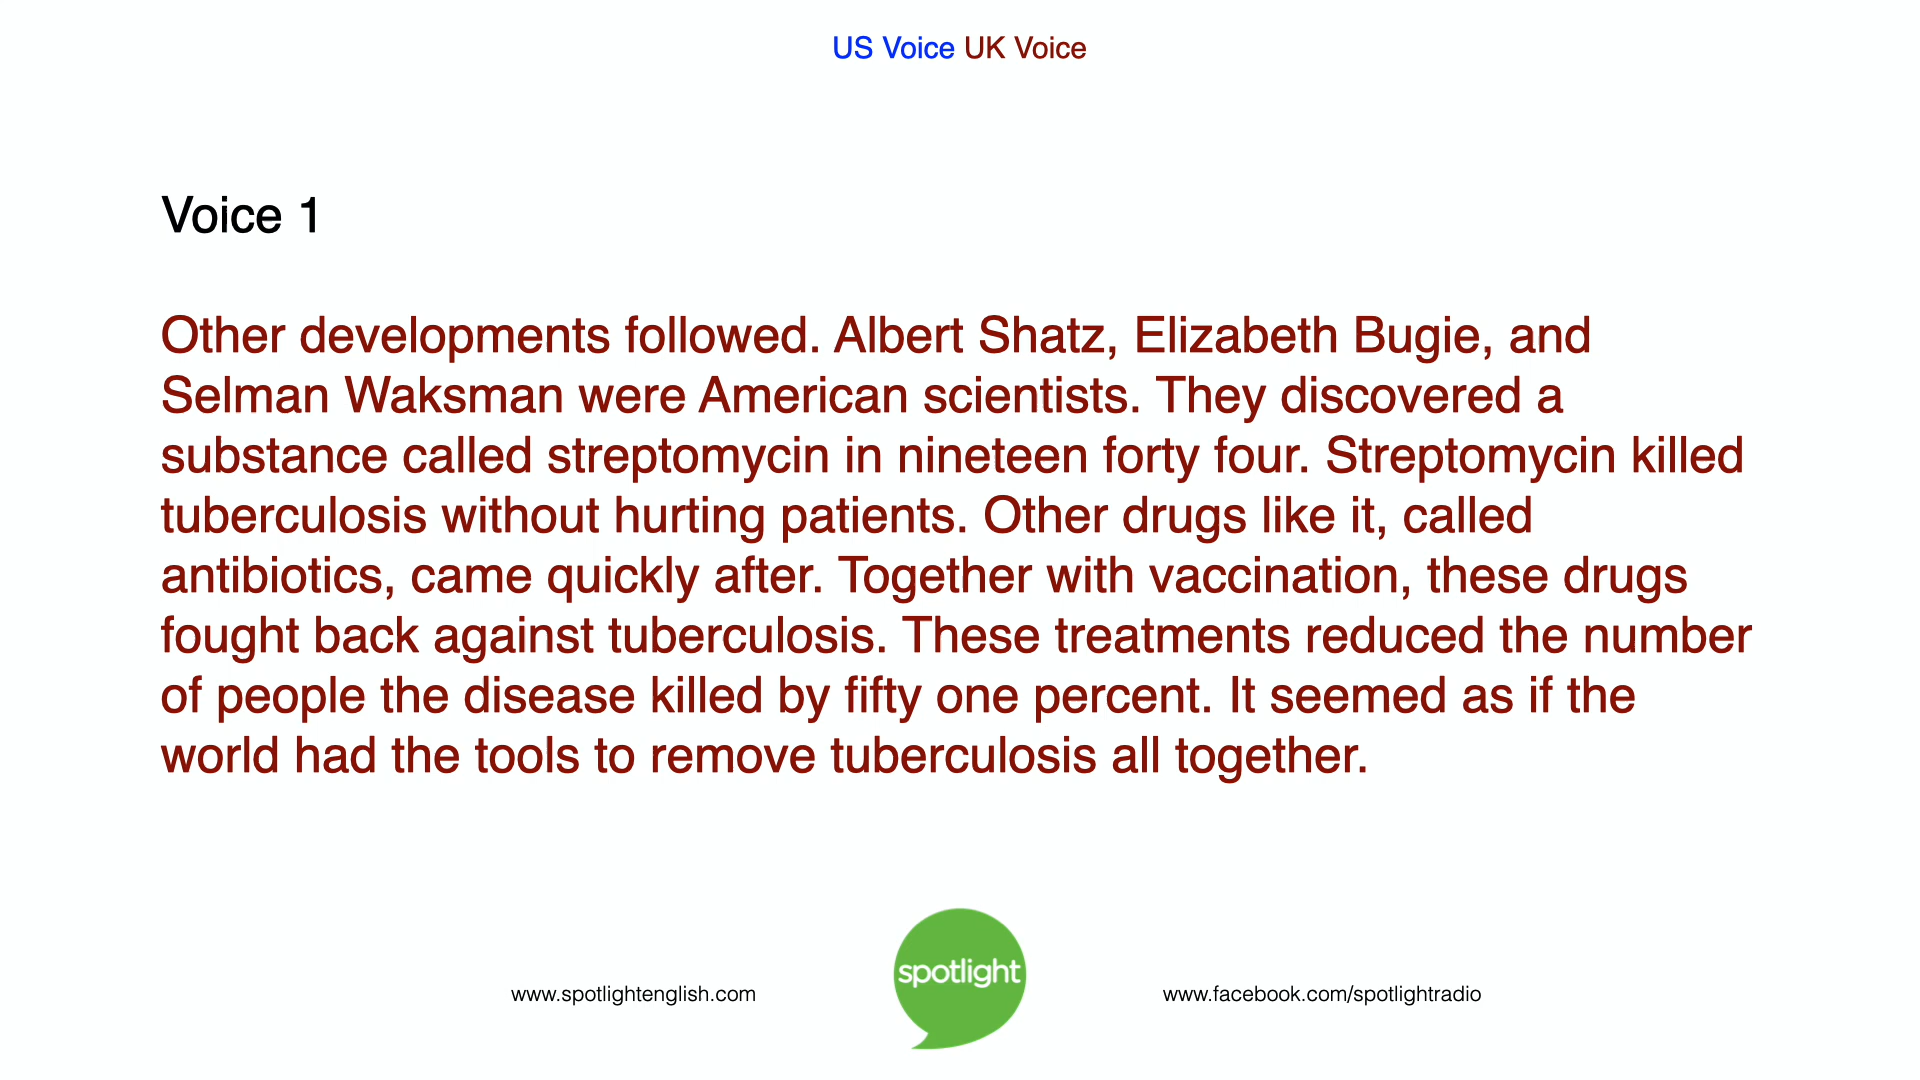 US Voice UK Voice
Voice 1
Other developments followed. Albert Shatz, Elizabeth Bugie, and
Selman Waksman were American scientists. They discovered a
substance called streptomycin in nineteen forty four. Streptomycin killed
tuberculosis without hurting patients. Other drugs like it, called
antibiotics, came quickly after. Together with vaccination, these drugs
fought back against tuberculosis. These treatments reduced the number
of people the disease killed by fifty one percent. It seemed as if the
world had the tools to remove tuberculosis all together.
spotlight
www.spotlightenglish.com
www.facebook.com/spotlightradio